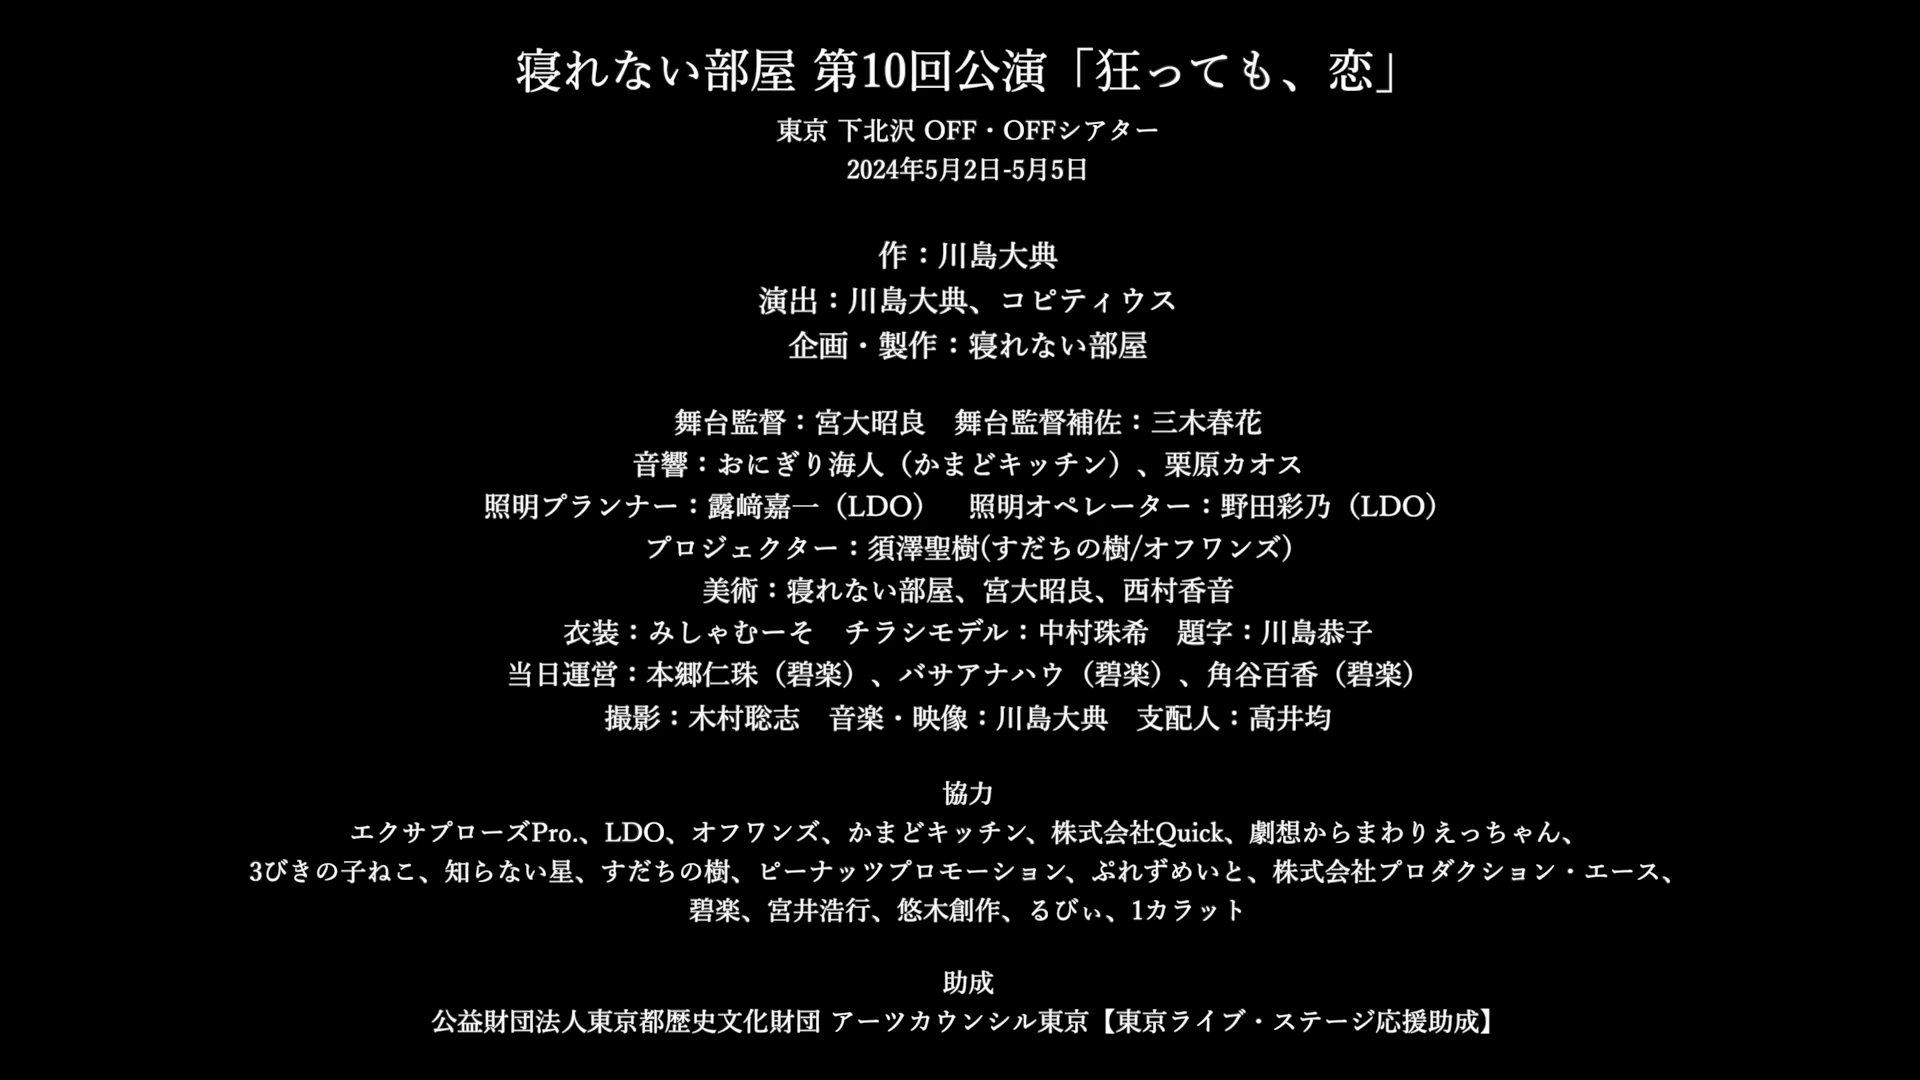 寝れない部屋 第10回公演「狂っても、恋」
東京 下北沢 OFF・OFFシアター
2024年5月2日-5月5日
作：川島大典
演出：川島大典、コピティウス
企画・製作：寝れない部屋
舞台監督：宮大昭良　舞台監督補佐：三木春花
音響：おにぎり海人（かまどキッチン）、栗原カオス
照明プランナー：露﨑嘉一（LDO）　照明オペレーター：野田彩乃（LDO）
プロジェクター：須澤聖樹(すだちの樹/オフワンズ)
美術：寝れない部屋、宮大昭良、西村香音
衣装：みしゃむーそ　チラシモデル：中村珠希　題字：川島恭子
当日運営：本郷仁珠（碧楽）、バサアナハウ（碧楽）、角谷百香（碧楽）
撮影：木村聡志　音楽・映像：川島大典　支配人：高井均
協力
エクサプローズPro.、LDO、オフワンズ、かまどキッチン、株式会社Quick、劇想からまわりえっちゃん、
3びきの子ねこ、知らない星、すだちの樹、ピーナッツプロモーション、ぷれずめいと、株式会社プロダクション・エース、
碧楽、宮井浩行、悠木創作、るびぃ、1カラット
助成
公益財団法人東京都歴史文化財団 アーツカウンシル東京【東京ライブ・ステージ応援助成】